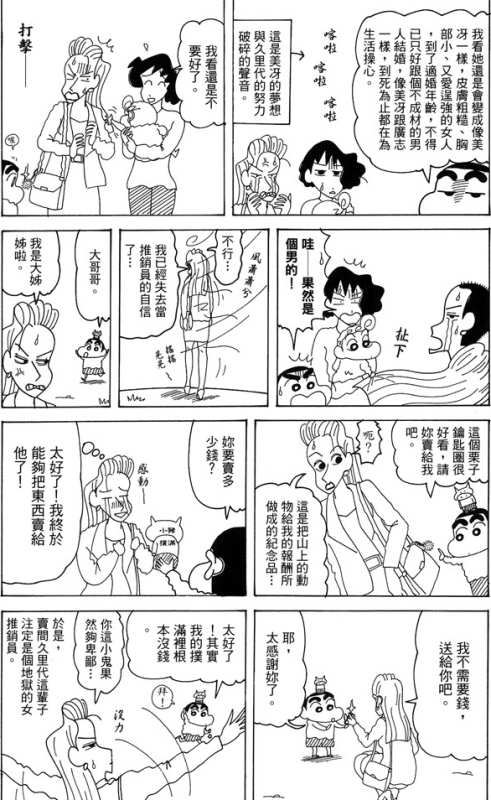 我看她還是會變成像美
冴一樣，皮膚粗糙、胸
部小、又愛逞強的女人
，到了適婚年齡，不得
已只好跟個不成材的男
人結婚，像美冴跟廣志
一樣，到死為止都在為
生活操心。
喀啦
喀啦
喀啦
這是美冴的夢想
與久里代的努力
破碎的聲音。
我看還是不
要好了。
打擊
哇 果然是
個男的！
扯下
風蕭蕭兮
不行…
我已經失去當
推銷員的自信
了…
搖搖
晃晃
大哥哥。
我是大姊
姊啦。
這個栗子
鑰匙圈很
好看，請
妳賣給我
吧。
呃？
這是把山上的動
物給我的報酬所
做成的紀念品…
妳要賣多
少錢？
感動
小豬
撲滿
太好了！我終於
能夠把東西賣給
他了！
我不需要錢，
送給你吧。
耶，
太感謝妳了。
太好了
！其實
我的撲
滿裡根
本沒錢
。
拜！
你這小鬼果
然夠卑鄙…
沒力
於是，
賣間久里代這輩子
注定是個地獄的女
推銷員。